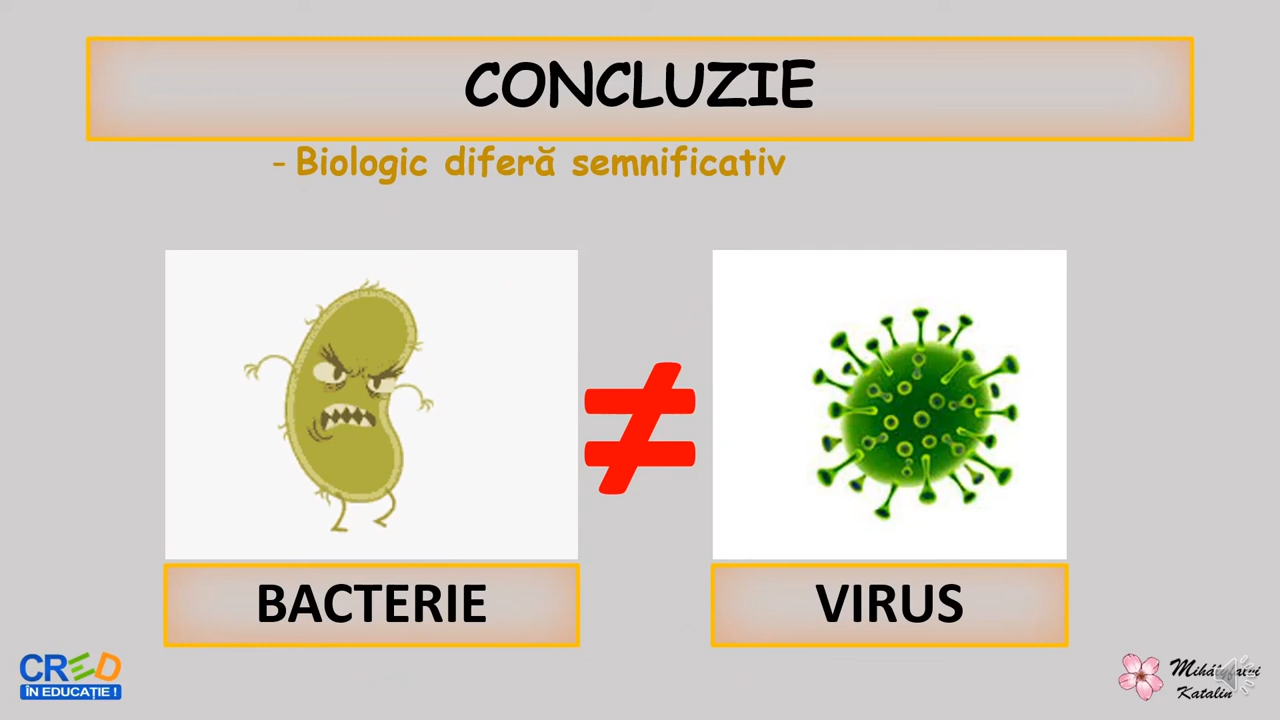 CONCLUZIE
- Biologic diferă semnificativ
≠
BACTERIE
VIRUS
CRED
ÎN EDUCAȚIE !
Katalin